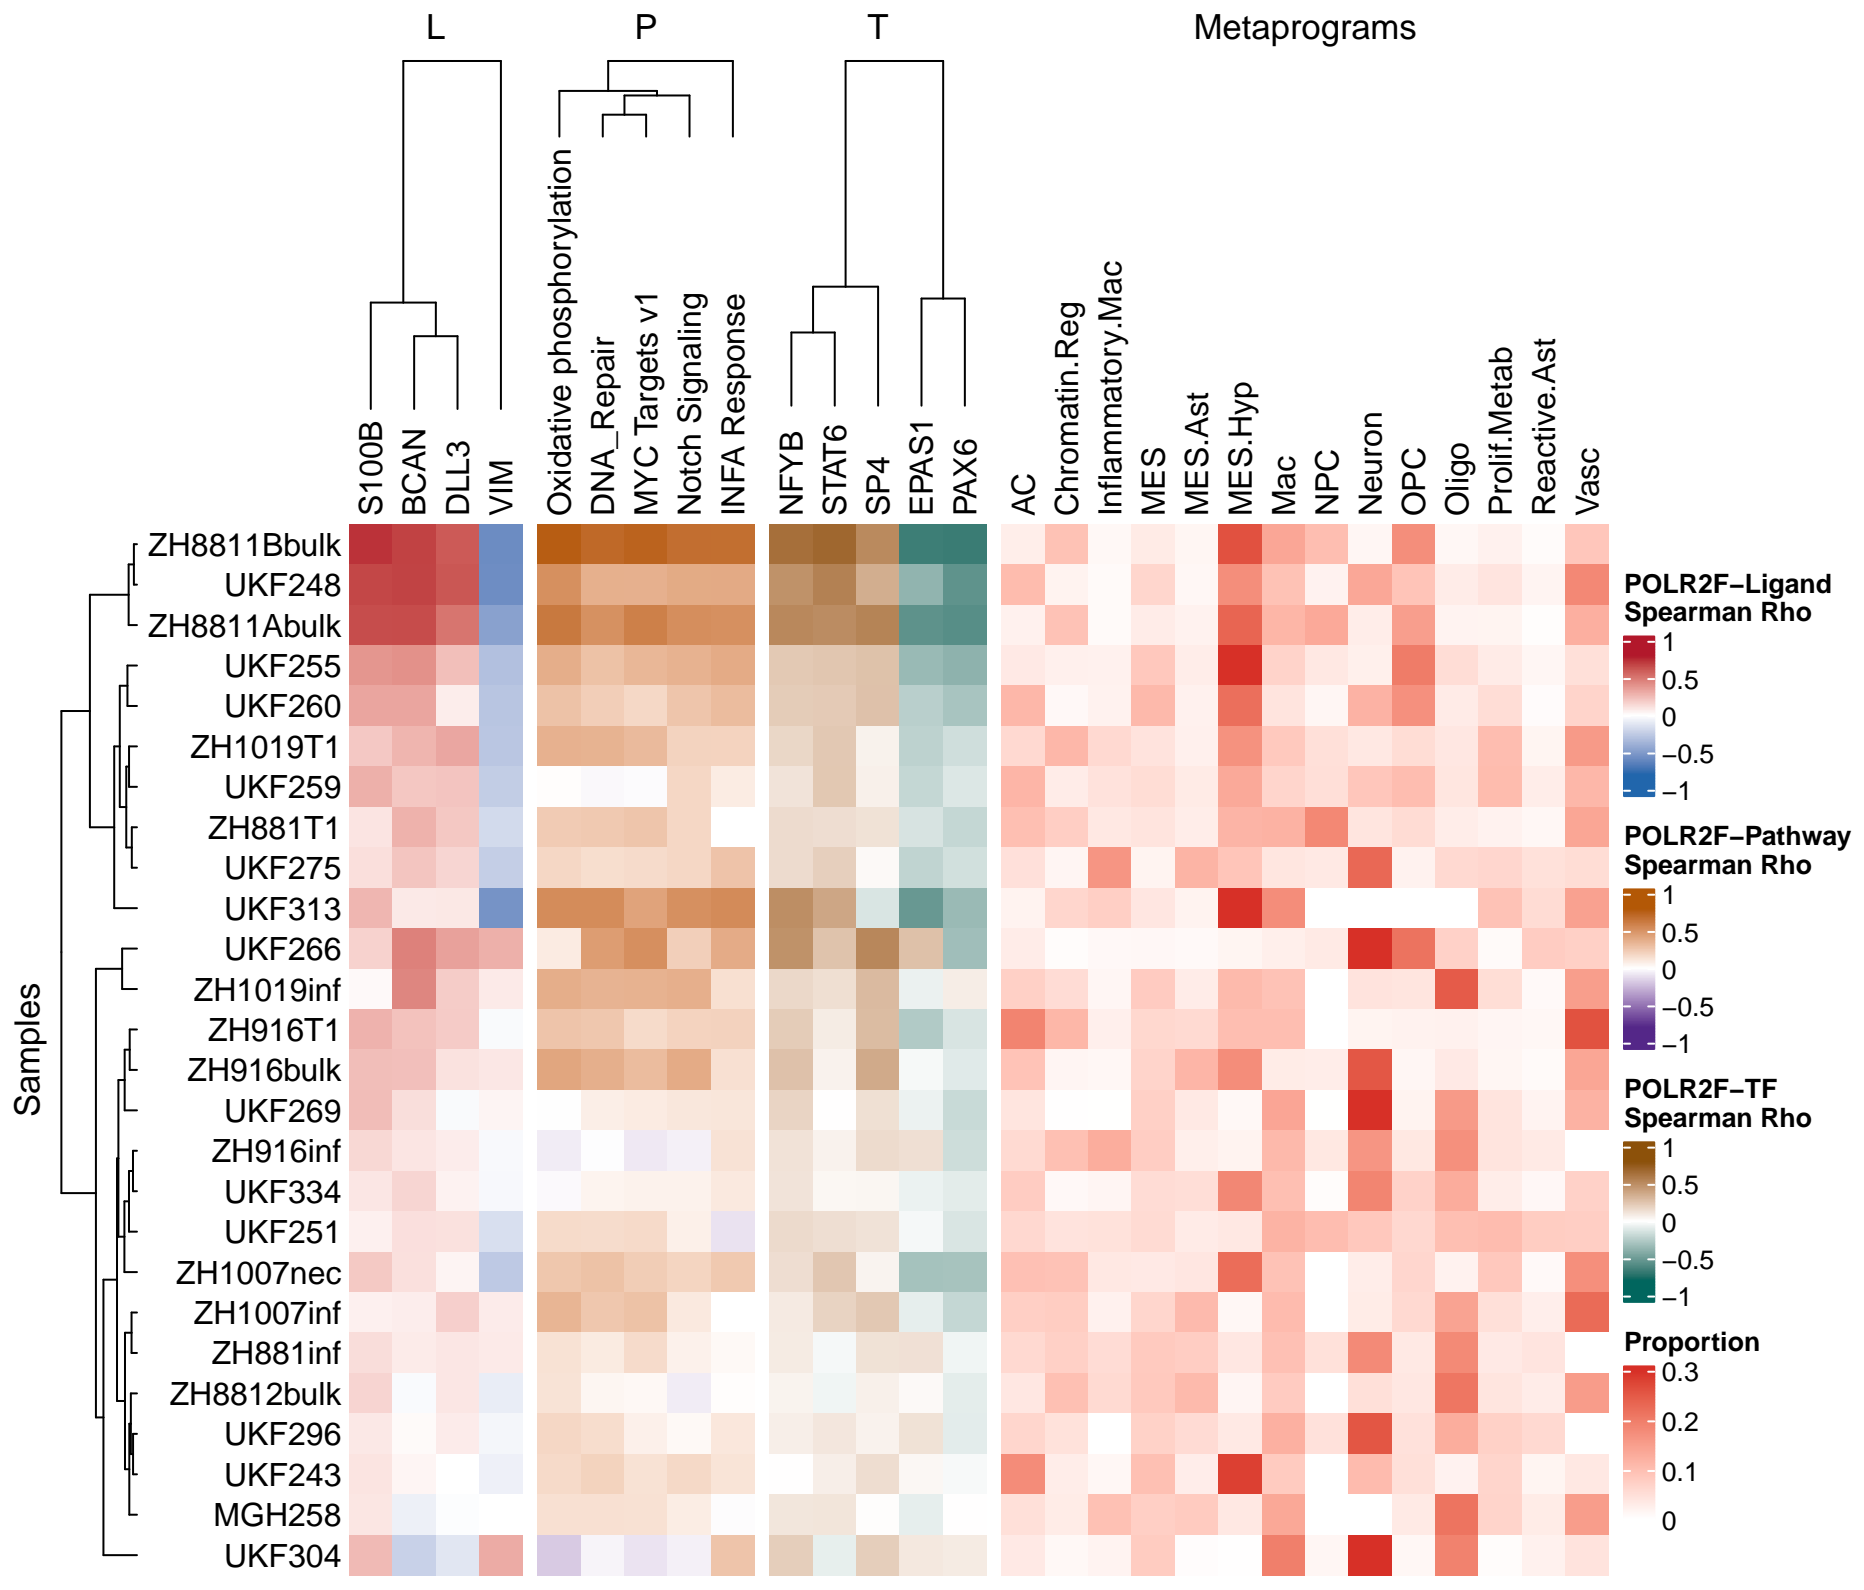 L
P
T
Metaprograms
S100B
BCAN
DLL3
VIM
Oxidative phosphorylation
DNA_Repair
MYC Targets v1
Notch Signaling
INFA Response
NFYB
STAT6
SP4
EPAS1
PAX6
AC
Chromatin.Reg
Inflammatory.Mac
MES
MES.Ast
MES.Hyp
Mac
NPC
Neuron
OPC
Oligo
Prolif.Metab
Reactive.Ast
Vasc
Samples
ZH8811Bbulk
UKF248
ZH8811Abulk
UKF255
UKF260
ZH1019T1
UKF259
ZH881T1
UKF275
UKF313
UKF266
ZH1019inf
ZH916T1
ZH916bulk
UKF269
ZH916inf
UKF334
UKF251
ZH1007nec
ZH1007inf
ZH881inf
ZH8812bulk
UKF296
UKF243
MGH258
UKF304
POLR2F−Ligand
Spearman Rho
1
0.5
0
−0.5
−1
POLR2F−Pathway
Spearman Rho
1
0.5
0
−0.5
−1
POLR2F−TF
Spearman Rho
1
0.5
0
−0.5
−1
Proportion
0.3
0.2
0.1
0